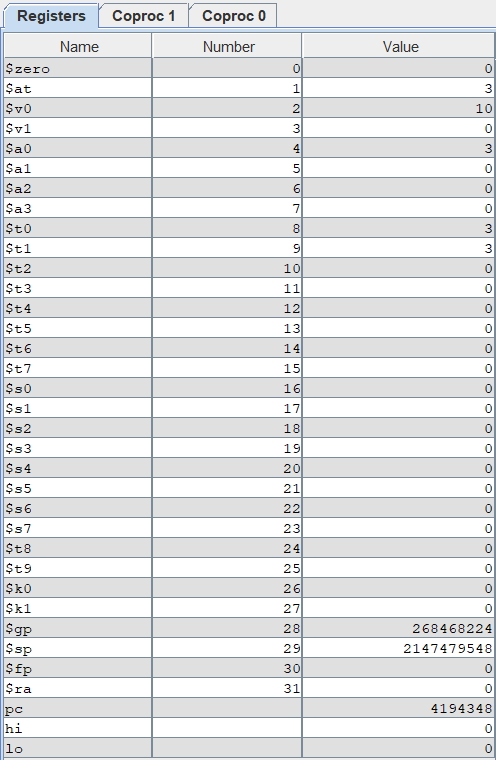 Registers Coproc 1 Coproc 0
Name Number Value
$zero 0 0
$at 1 3
$v0 2 10
$v1 3 0
$a0 4 3
$a1 5 0
$a2 6 0
$a3 7 0
$t0 8 3
$t1 9 3
$t2 10 0
$t3 11 0
$t4 12 0
$t5 13 0
$t6 14 0
$t7 15 0
$s0 16 0
$s1 17 0
$s2 18 0
$s3 19 0
$s4 20 0
$s5 21 0
$s6 22 0
$s7 23 0
$t8 24 0
$t9 25 0
$k0 26 0
$k1 27 0
$gp 28 268468224
$sp 29 2147479548
$fp 30 0
$ra 31 0
pc 4194348
hi 0
lo 0